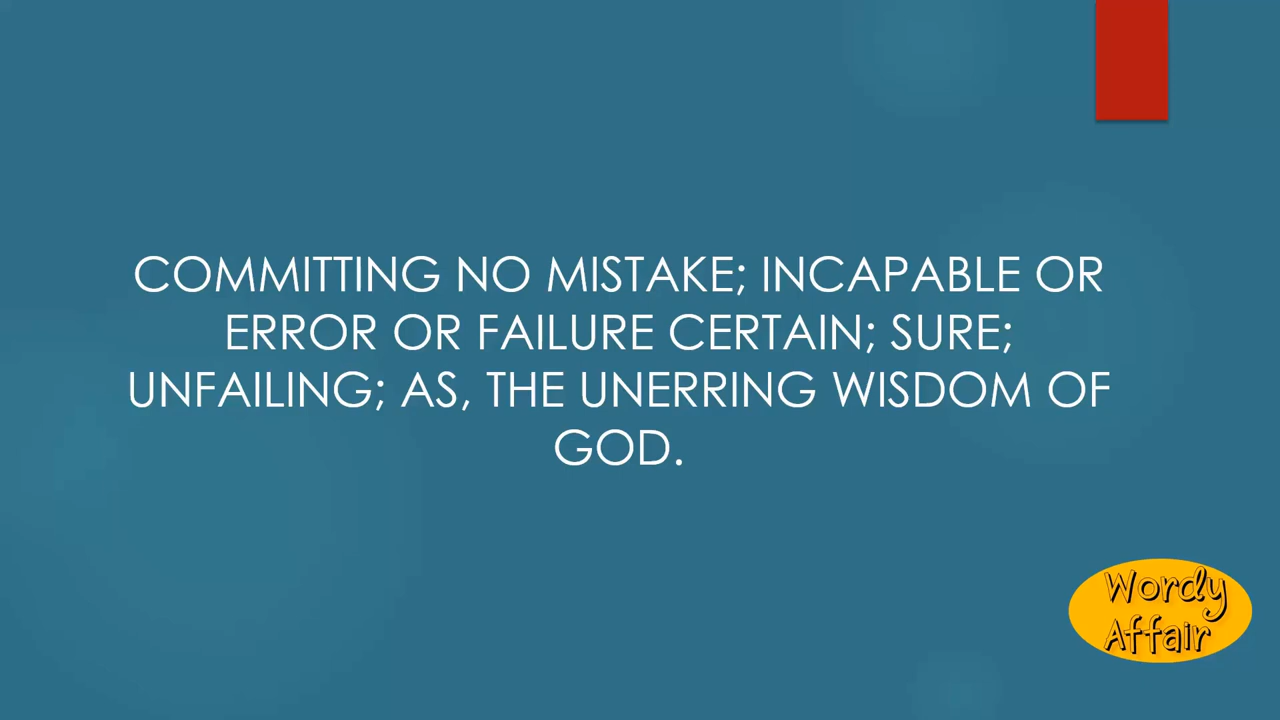 COMMITTING NO MISTAKE; INCAPABLE OR
ERROR OR FAILURE CERTAIN; SURE;
UNFAILING; AS, THE UNERRING WISDOM OF
GOD.
Wordy
Affair